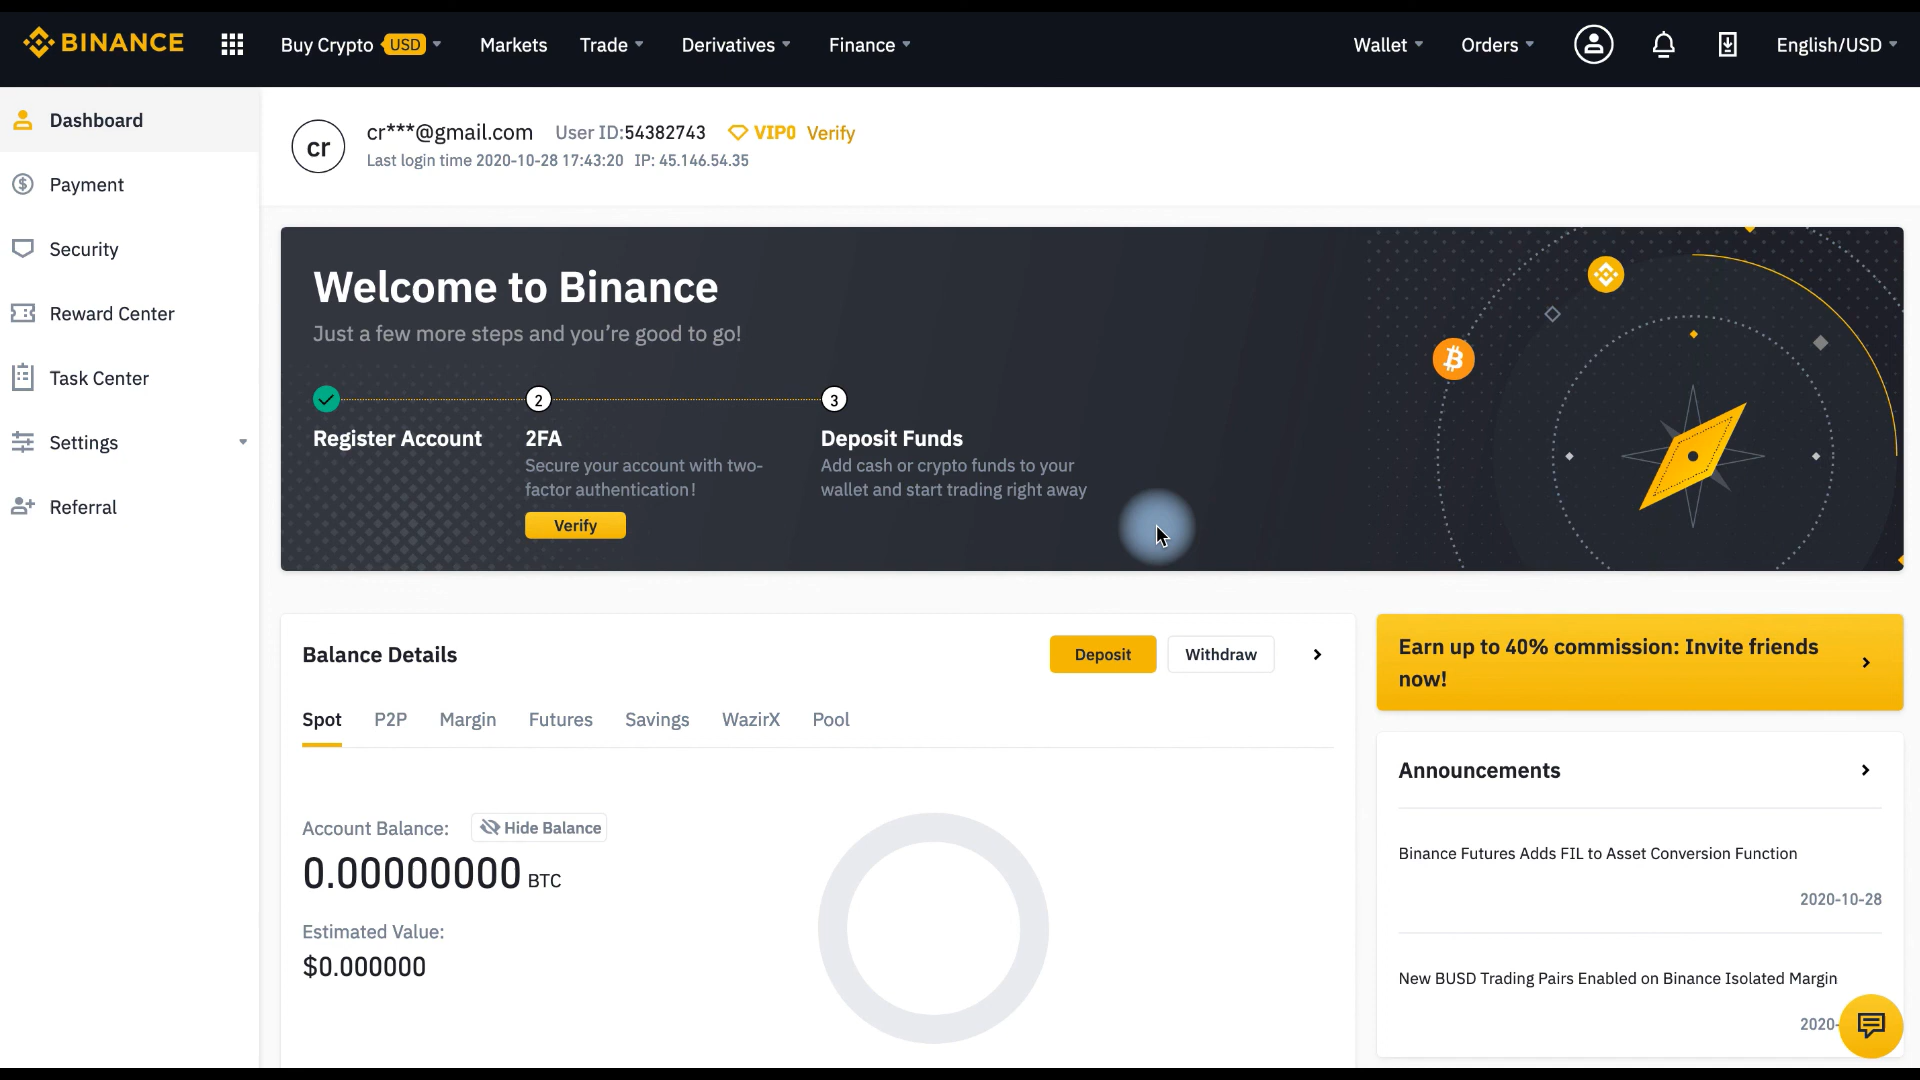 BINANCE
Buy Crypto USD
Markets
Trade
Derivatives
Finance
Wallet
Orders
English/USD
Dashboard
Payment
Security
Reward Center
Task Center
Settings
Referral
cr
cr***@gmail.com User ID:54382743 VIP0 Verify
Last login time 2020-10-28 17:43:20 IP: 45.146.54.35
Welcome to Binance
Just a few more steps and you're good to go!
2
3
Register Account
2FA
Secure your account with two-
factor authentication!
Verify
Deposit Funds
Add cash or crypto funds to your
wallet and start trading right away
Balance Details
Deposit
Withdraw
Spot P2P Margin Futures Savings WazirX Pool
Account Balance: Hide Balance
0.00000000 BTC
Estimated Value:
$0.000000
Earn up to 40% commission: Invite friends
now!
Announcements
Binance Futures Adds FIL to Asset Conversion Function
2020-10-28
New BUSD Trading Pairs Enabled on Binance Isolated Margin
2020-